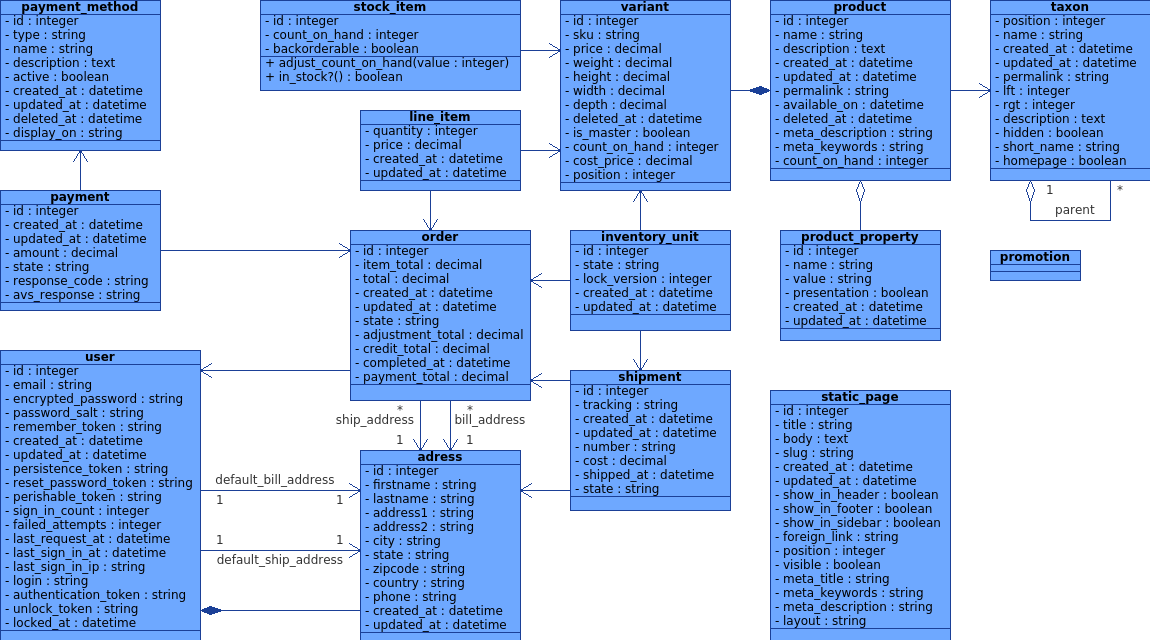 payment_method
- id : integer
- type : string
- name : string
- description : text
- active : boolean
- created_at : datetime
- updated_at : datetime
- deleted_at : datetime
- display_on : string
stock_item
- id : integer
- count_on_hand : integer
- backorderable : boolean
+ adjust_count_on_hand(value : integer)
+ in_stock?() : boolean
variant
- id : integer
- sku : string
- price : decimal
- weight : decimal
- height : decimal
- width : decimal
- depth : decimal
- deleted_at : datetime
- is_master : boolean
- count_on_hand : integer
- cost_price : decimal
- position : integer
product
- id : integer
- name : string
- description : text
- created_at : datetime
- updated_at : datetime
- permalink : string
- available_on : datetime
- deleted_at : datetime
- meta_description : string
- meta_keywords : string
- count_on_hand : integer
taxon
- position : integer
- name : string
- created_at : datetime
- updated_at : datetime
- permalink : string
- lft : integer
- rgt : integer
- description : text
- hidden : boolean
- short_name : string
- homepage : boolean
1
*
parent
line_item
- quantity : integer
- price : decimal
- created_at : datetime
- updated_at : datetime
payment
- id : integer
- created_at : datetime
- updated_at : datetime
- amount : decimal
- state : string
- response_code : string
- avs_response : string
order
- id : integer
- item_total : decimal
- total : decimal
- created_at : datetime
- updated_at : datetime
- state : string
- adjustment_total : decimal
- credit_total : decimal
- completed_at : datetime
- payment_total : decimal
inventory_unit
- id : integer
- state : string
- lock_version : integer
- created_at : datetime
- updated_at : datetime
product_property
- id : integer
- name : string
- value : string
- presentation : boolean
- created_at : datetime
- updated_at : datetime
promotion
user
- id : integer
- email : string
- encrypted_password : string
- password_salt : string
- remember_token : string
- created_at : datetime
- updated_at : datetime
- persistence_token : string
- reset_password_token : string
- perishable_token : string
- sign_in_count : integer
- failed_attempts : integer
- last_request_at : datetime
- last_sign_in_at : datetime
- last_sign_in_ip : string
- login : string
- authentication_token : string
- unlock_token : string
- locked_at : datetime
* *
ship_address bill_address
1 1
default_bill_address
1 1
1 1
default_ship_address
adress
- id : integer
- firstname : string
- lastname : string
- address1 : string
- address2 : string
- city : string
- state : string
- zipcode : string
- country : string
- phone : string
- created_at : datetime
- updated_at : datetime
shipment
- id : integer
- tracking : string
- created_at : datetime
- updated_at : datetime
- number : string
- cost : decimal
- shipped_at : datetime
- state : string
static_page
- id : integer
- title : string
- body : text
- slug : string
- created_at : datetime
- updated_at : datetime
- show_in_header : boolean
- show_in_footer : boolean
- show_in_sidebar : boolean
- foreign_link : string
- position : integer
- visible : boolean
- meta_title : string
- meta_keywords : string
- meta_description : string
- layout : string